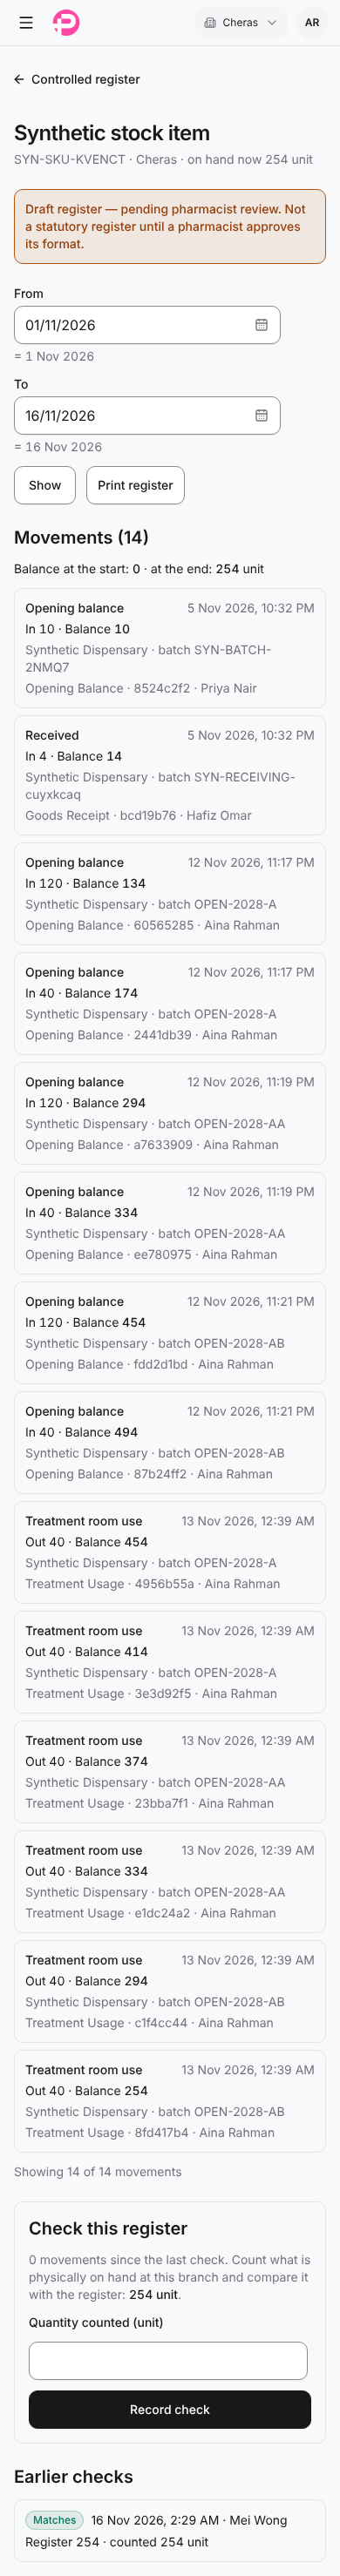 Cheras
AR
Controlled register
Synthetic stock item
SYN-SKU-KVENCT · Cheras · on hand now 254 unit
Draft register — pending pharmacist review. Not
a statutory register until a pharmacist approves
its format.
From
01/11/2026
= 1 Nov 2026
To
16/11/2026
= 16 Nov 2026
Show
Print register
Movements (14)
Balance at the start: 0 · at the end: 254 unit
Opening balance 5 Nov 2026, 10:32 PM
In 10 · Balance 10
Synthetic Dispensary · batch SYN-BATCH-
2NMQ7
Opening Balance · 8524c2f2 · Priya Nair
Received 5 Nov 2026, 10:32 PM
In 4 · Balance 14
Synthetic Dispensary · batch SYN-RECEIVING-
cuyxkcaq
Goods Receipt · bcd19b76 · Hafiz Omar
Opening balance 12 Nov 2026, 11:17 PM
In 120 · Balance 134
Synthetic Dispensary · batch OPEN-2028-A
Opening Balance · 60565285 · Aina Rahman
Opening balance 12 Nov 2026, 11:17 PM
In 40 · Balance 174
Synthetic Dispensary · batch OPEN-2028-A
Opening Balance · 2441db39 · Aina Rahman
Opening balance 12 Nov 2026, 11:19 PM
In 120 · Balance 294
Synthetic Dispensary · batch OPEN-2028-AA
Opening Balance · a7633909 · Aina Rahman
Opening balance 12 Nov 2026, 11:19 PM
In 40 · Balance 334
Synthetic Dispensary · batch OPEN-2028-AA
Opening Balance · ee780975 · Aina Rahman
Opening balance 12 Nov 2026, 11:21 PM
In 120 · Balance 454
Synthetic Dispensary · batch OPEN-2028-AB
Opening Balance · fdd2d1bd · Aina Rahman
Opening balance 12 Nov 2026, 11:21 PM
In 40 · Balance 494
Synthetic Dispensary · batch OPEN-2028-AB
Opening Balance · 87b24ff2 · Aina Rahman
Treatment room use 13 Nov 2026, 12:39 AM
Out 40 · Balance 454
Synthetic Dispensary · batch OPEN-2028-A
Treatment Usage · 4956b55a · Aina Rahman
Treatment room use 13 Nov 2026, 12:39 AM
Out 40 · Balance 414
Synthetic Dispensary · batch OPEN-2028-A
Treatment Usage · 3e3d92f5 · Aina Rahman
Treatment room use 13 Nov 2026, 12:39 AM
Out 40 · Balance 374
Synthetic Dispensary · batch OPEN-2028-AA
Treatment Usage · 23bba7f1 · Aina Rahman
Treatment room use 13 Nov 2026, 12:39 AM
Out 40 · Balance 334
Synthetic Dispensary · batch OPEN-2028-AA
Treatment Usage · e1dc24a2 · Aina Rahman
Treatment room use 13 Nov 2026, 12:39 AM
Out 40 · Balance 294
Synthetic Dispensary · batch OPEN-2028-AB
Treatment Usage · c1f4cc44 · Aina Rahman
Treatment room use 13 Nov 2026, 12:39 AM
Out 40 · Balance 254
Synthetic Dispensary · batch OPEN-2028-AB
Treatment Usage · 8fd417b4 · Aina Rahman
Showing 14 of 14 movements
Check this register
0 movements since the last check. Count what is
physically on hand at this branch and compare it
with the register: 254 unit.
Quantity counted (unit)
Record check
Earlier checks
Matches 16 Nov 2026, 2:29 AM · Mei Wong
Register 254 · counted 254 unit